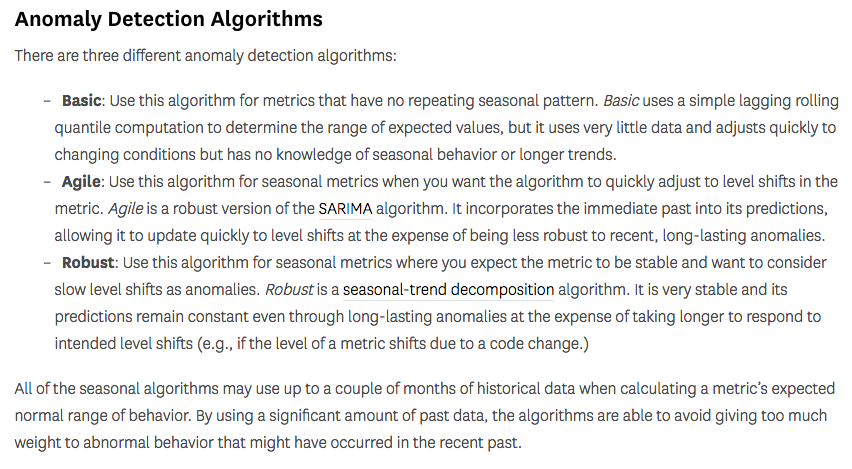 Anomaly Detection Algorithms
There are three different anomaly detection algorithms:
– Basic: Use this algorithm for metrics that have no repeating seasonal pattern. Basic uses a simple lagging rolling
quantile computation to determine the range of expected values, but it uses very little data and adjusts quickly to
changing conditions but has no knowledge of seasonal behavior or longer trends.
– Agile: Use this algorithm for seasonal metrics when you want the algorithm to quickly adjust to level shifts in the
metric. Agile is a robust version of the SARIMA algorithm. It incorporates the immediate past into its predictions,
allowing it to update quickly to level shifts at the expense of being less robust to recent, long-lasting anomalies.
– Robust: Use this algorithm for seasonal metrics where you expect the metric to be stable and want to consider
slow level shifts as anomalies. Robust is a seasonal-trend decomposition algorithm. It is very stable and its
predictions remain constant even through long-lasting anomalies at the expense of taking longer to respond to
intended level shifts (e.g., if the level of a metric shifts due to a code change.)
All of the seasonal algorithms may use up to a couple of months of historical data when calculating a metric's expected
normal range of behavior. By using a significant amount of past data, the algorithms are able to avoid giving too much
weight to abnormal behavior that might have occurred in the recent past.